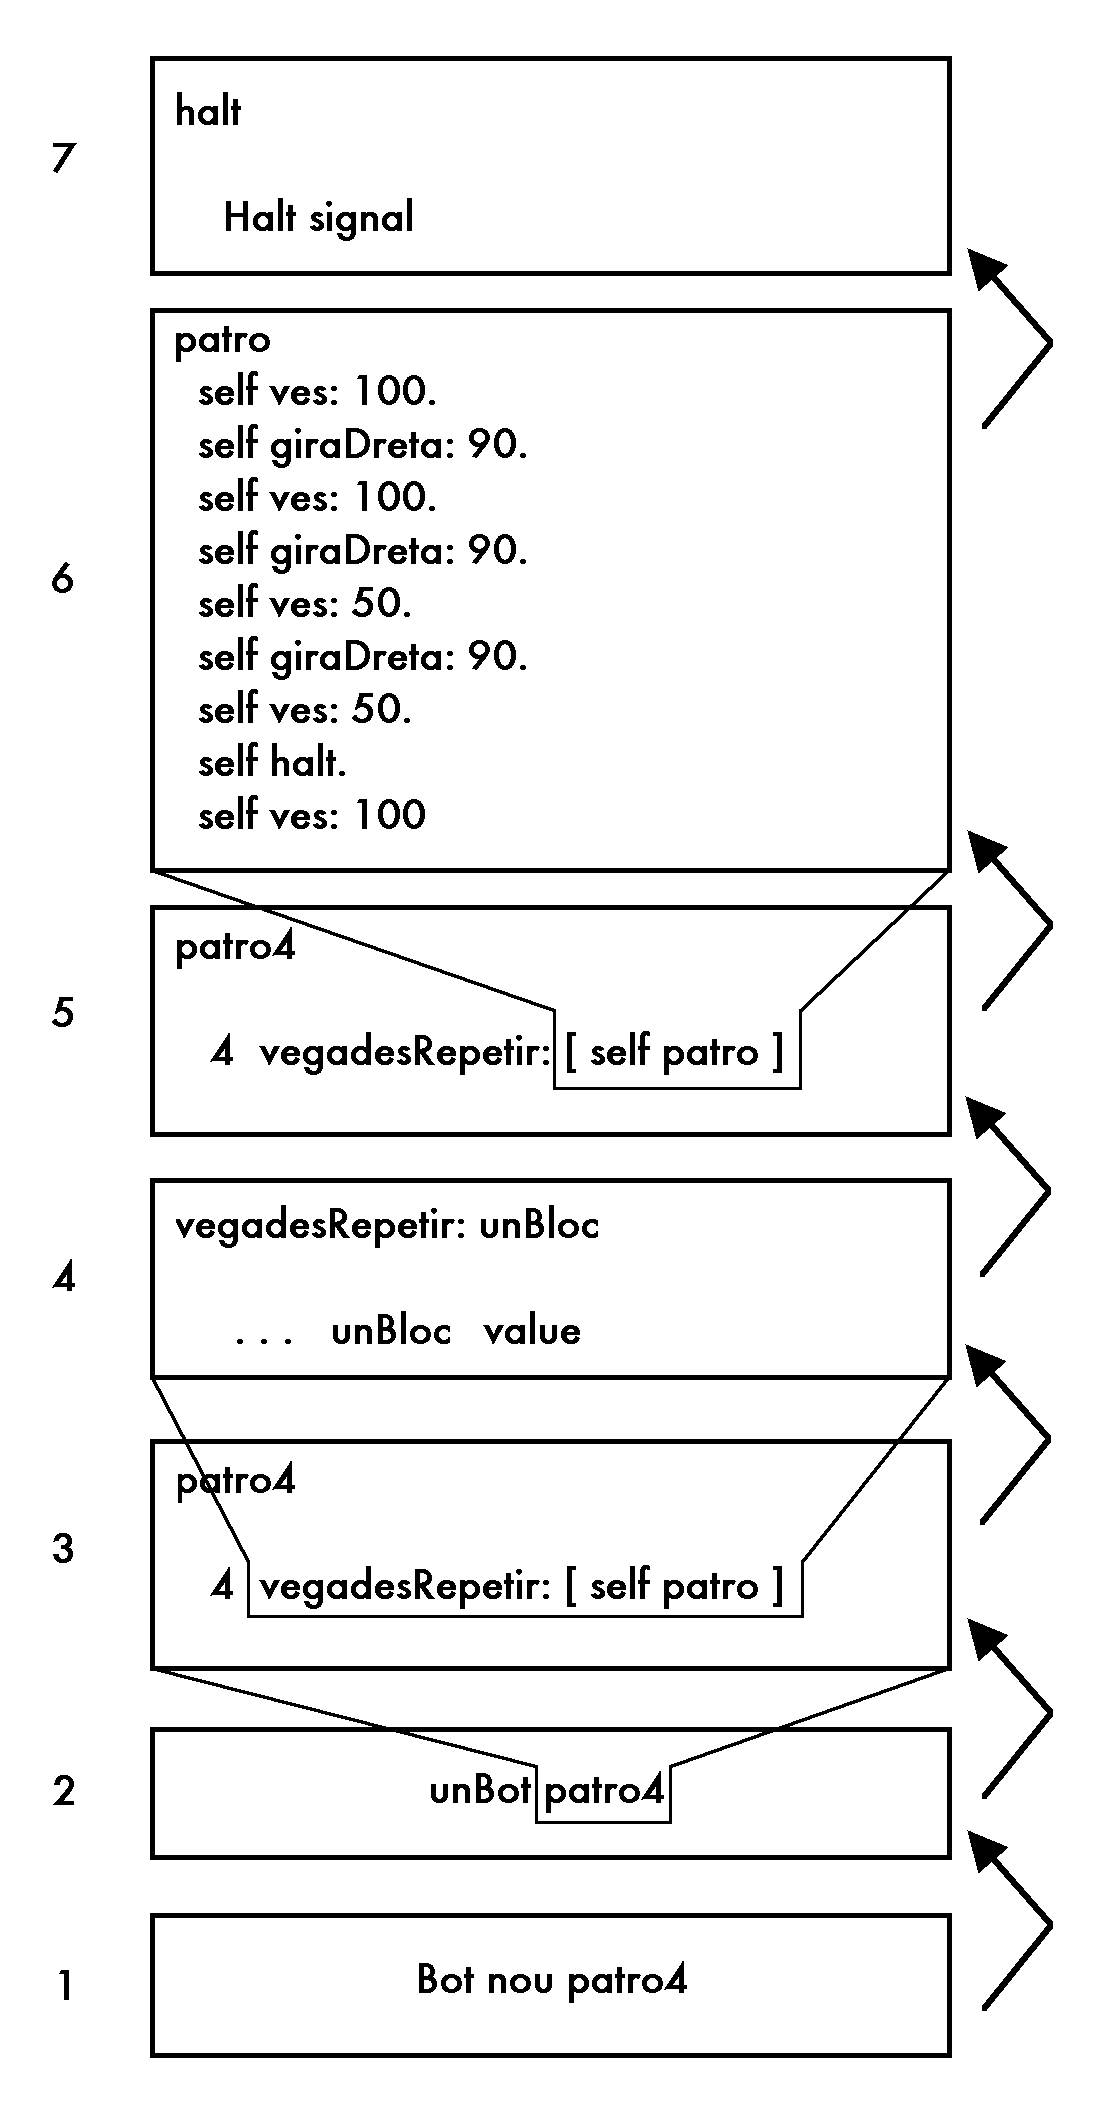 7
halt
Halt signal
6
patro
self ves: 100.
self giraDreta: 90.
self ves: 100.
self giraDreta: 90.
self ves: 50.
self giraDreta: 90.
self ves: 50.
self halt.
self ves: 100
5
patro4
4 vegadesRepetir: [ self patro ]
4
vegadesRepetir: unBloc
. . . unBloc value
3
patro4
4 vegadesRepetir: [ self patro ]
2
unBot patro4
1
Bot nou patro4